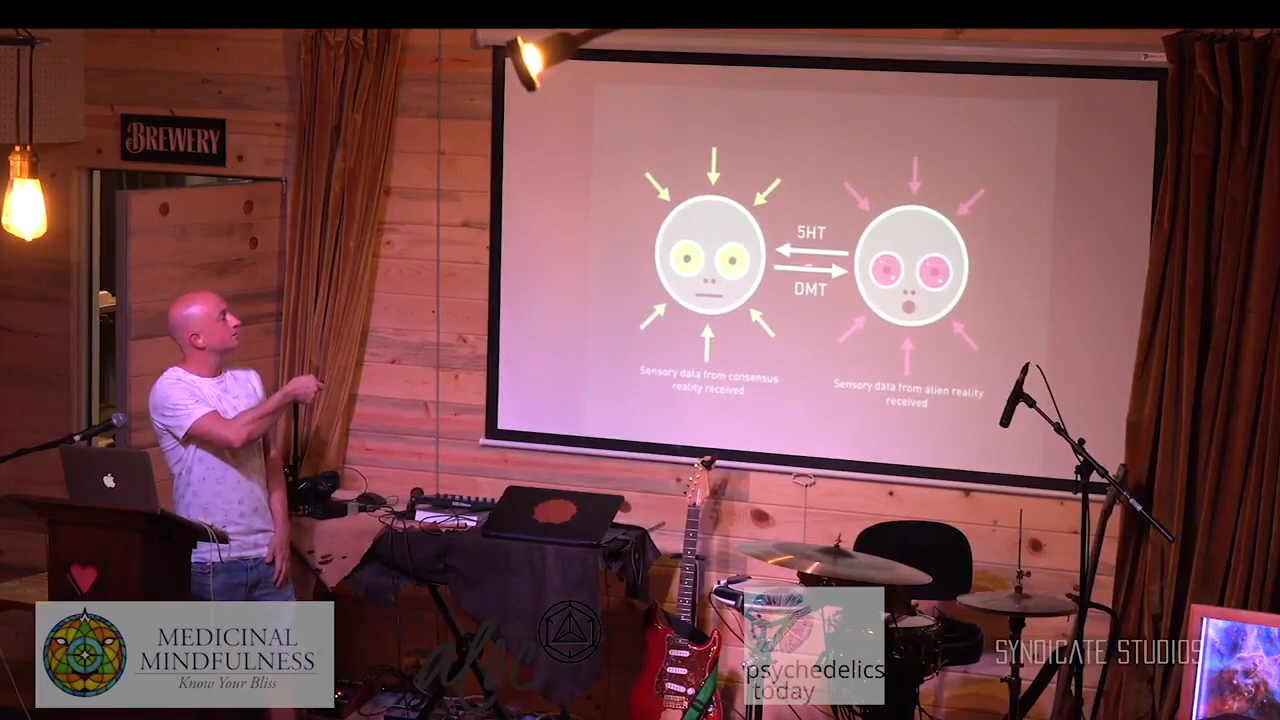 BREWERY
5HT
DMT
Sensory data from consensus
reality received
Sensory data from alien reality
received
MEDICINAL
MINDFULNESS
Know Your Bliss
psychedelics
today
SYNDICATE STUDIOS